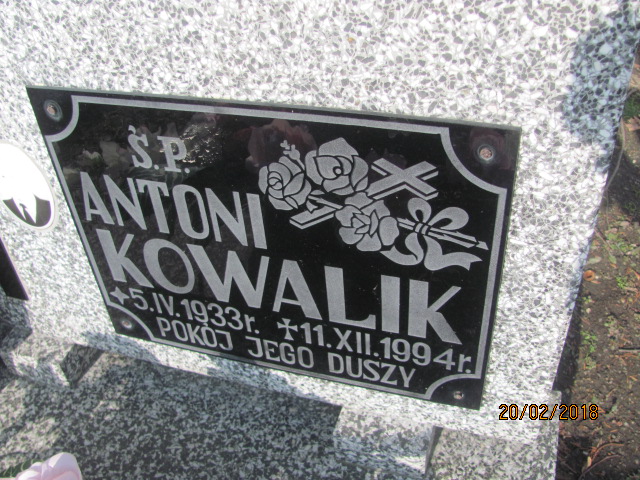 Ś.P.
ANTONI
KOWALIK
5.IV.1933r. 11.XII.1994r.
POKÓJ JEGO DUSZY
20/02/2018